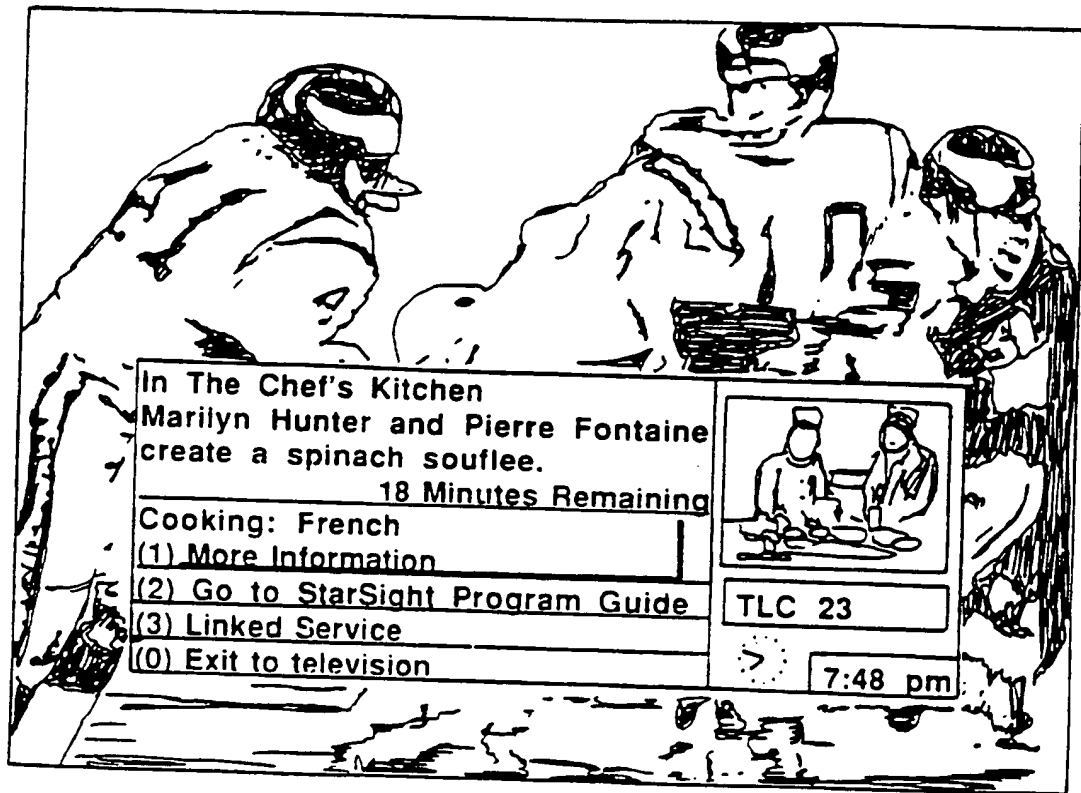 In The Chef's Kitchen
Marilyn Hunter and Pierre Fontaine
create a spinach souflee.
18 Minutes Remaining
Cooking: French
(1) More Information
(2) Go to StarSight Program Guide
(3) Linked Service
(0) Exit to television
TLC 23
7:48 pm